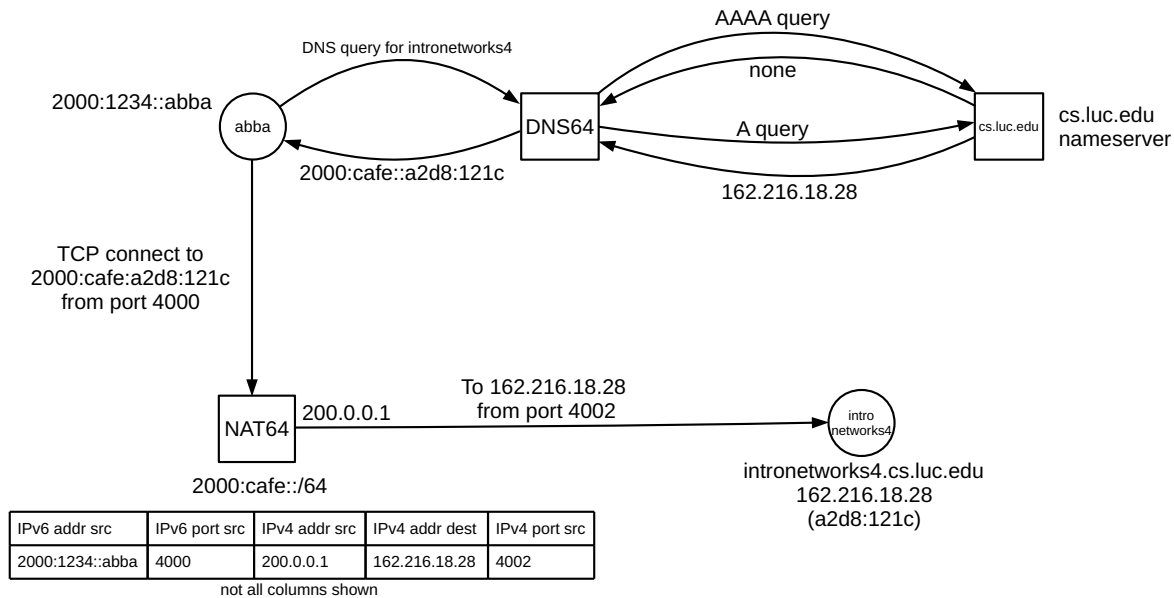 AAAA query
DNS query for intronetworks4
none
2000:1234::abba
abba
DNS64
A query
cs.luc.edu
cs.luc.edu
nameserver
2000:cafe::a2d8:121c
162.216.18.28
TCP connect to
2000:cafe:a2d8:121c
from port 4000
To 162.216.18.28
from port 4002
200.0.0.1
NAT64
intro
networks4
2000:cafe::/64
intronetworks4.cs.luc.edu
162.216.18.28
(a2d8:121c)
IPv6 addr src IPv6 port src IPv4 addr src IPv4 addr dest IPv4 port src
2000:1234::abba 4000 200.0.0.1 162.216.18.28 4002
not all columns shown